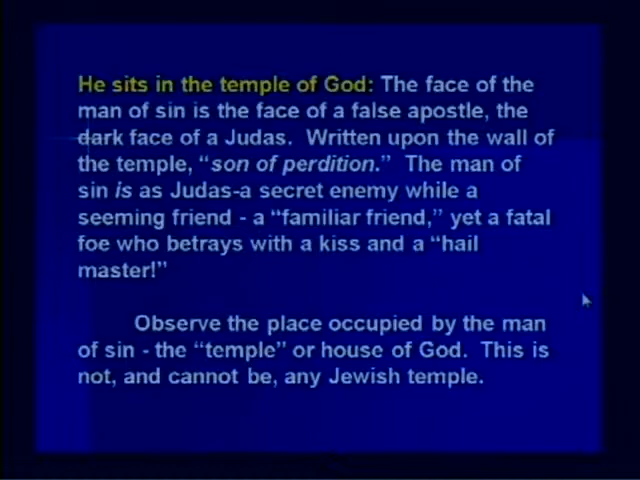 He sits in the temple of God: The face of the
man of sin is the face of a false apostle, the
dark face of a Judas.  Written upon the wall of
the temple, “son of perdition.”  The man of
sin is as Judas-a secret enemy while a
seeming friend - a “familiar friend,” yet a fatal
foe who betrays with a kiss and a “hail
master!”
Observe the place occupied by the man
of sin - the “temple” or house of God.  This is
not, and cannot be, any Jewish temple.